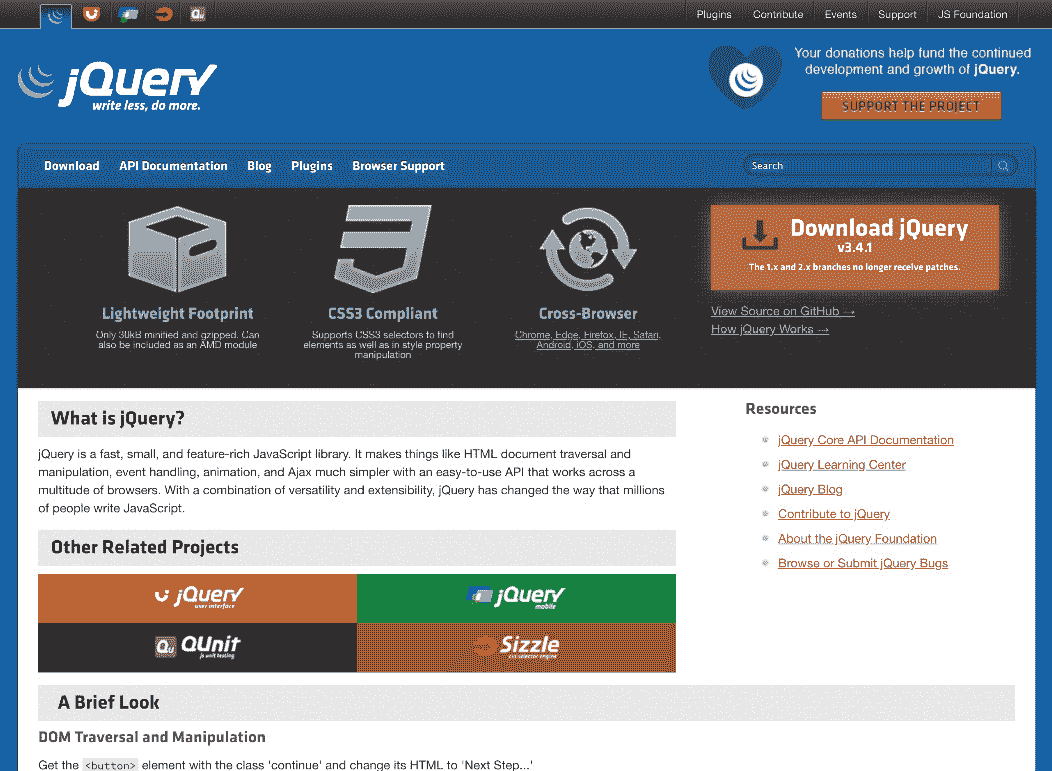 Plugins Contribute Events Support JS Foundation
jQuery
write less, do more.
Your donations help fund the continued
development and growth of jQuery.
SUPPORT THE PROJECT
Download API Documentation Blog Plugins Browser Support
Search
Lightweight Footprint
Only 30kB minified and gzipped. Can
also be included as an AMD module
CSS3 Compliant
Supports CSS3 selectors to find
elements as well as in style property
manipulation
Cross-Browser
Chrome, Edge, Firefox, IE, Safari,
Android, iOS, and more
Download jQuery
v3.4.1
The 1.x and 2.x branches no longer receive patches.
View Source on GitHub →
How jQuery Works →
What is jQuery?
jQuery is a fast, small, and feature-rich JavaScript library. It makes things like HTML document traversal and
manipulation, event handling, animation, and Ajax much simpler with an easy-to-use API that works across a
multitude of browsers. With a combination of versatility and extensibility, jQuery has changed the way that millions
of people write JavaScript.
Other Related Projects
jQuery
user interface
jQuery
mobile
QUnit
js unit testing
Sizzle
css selector engine
Resources
jQuery Core API Documentation
jQuery Learning Center
jQuery Blog
Contribute to jQuery
About the jQuery Foundation
Browse or Submit jQuery Bugs
A Brief Look
DOM Traversal and Manipulation
Get the <button> element with the class 'continue' and change its HTML to 'Next Step...'